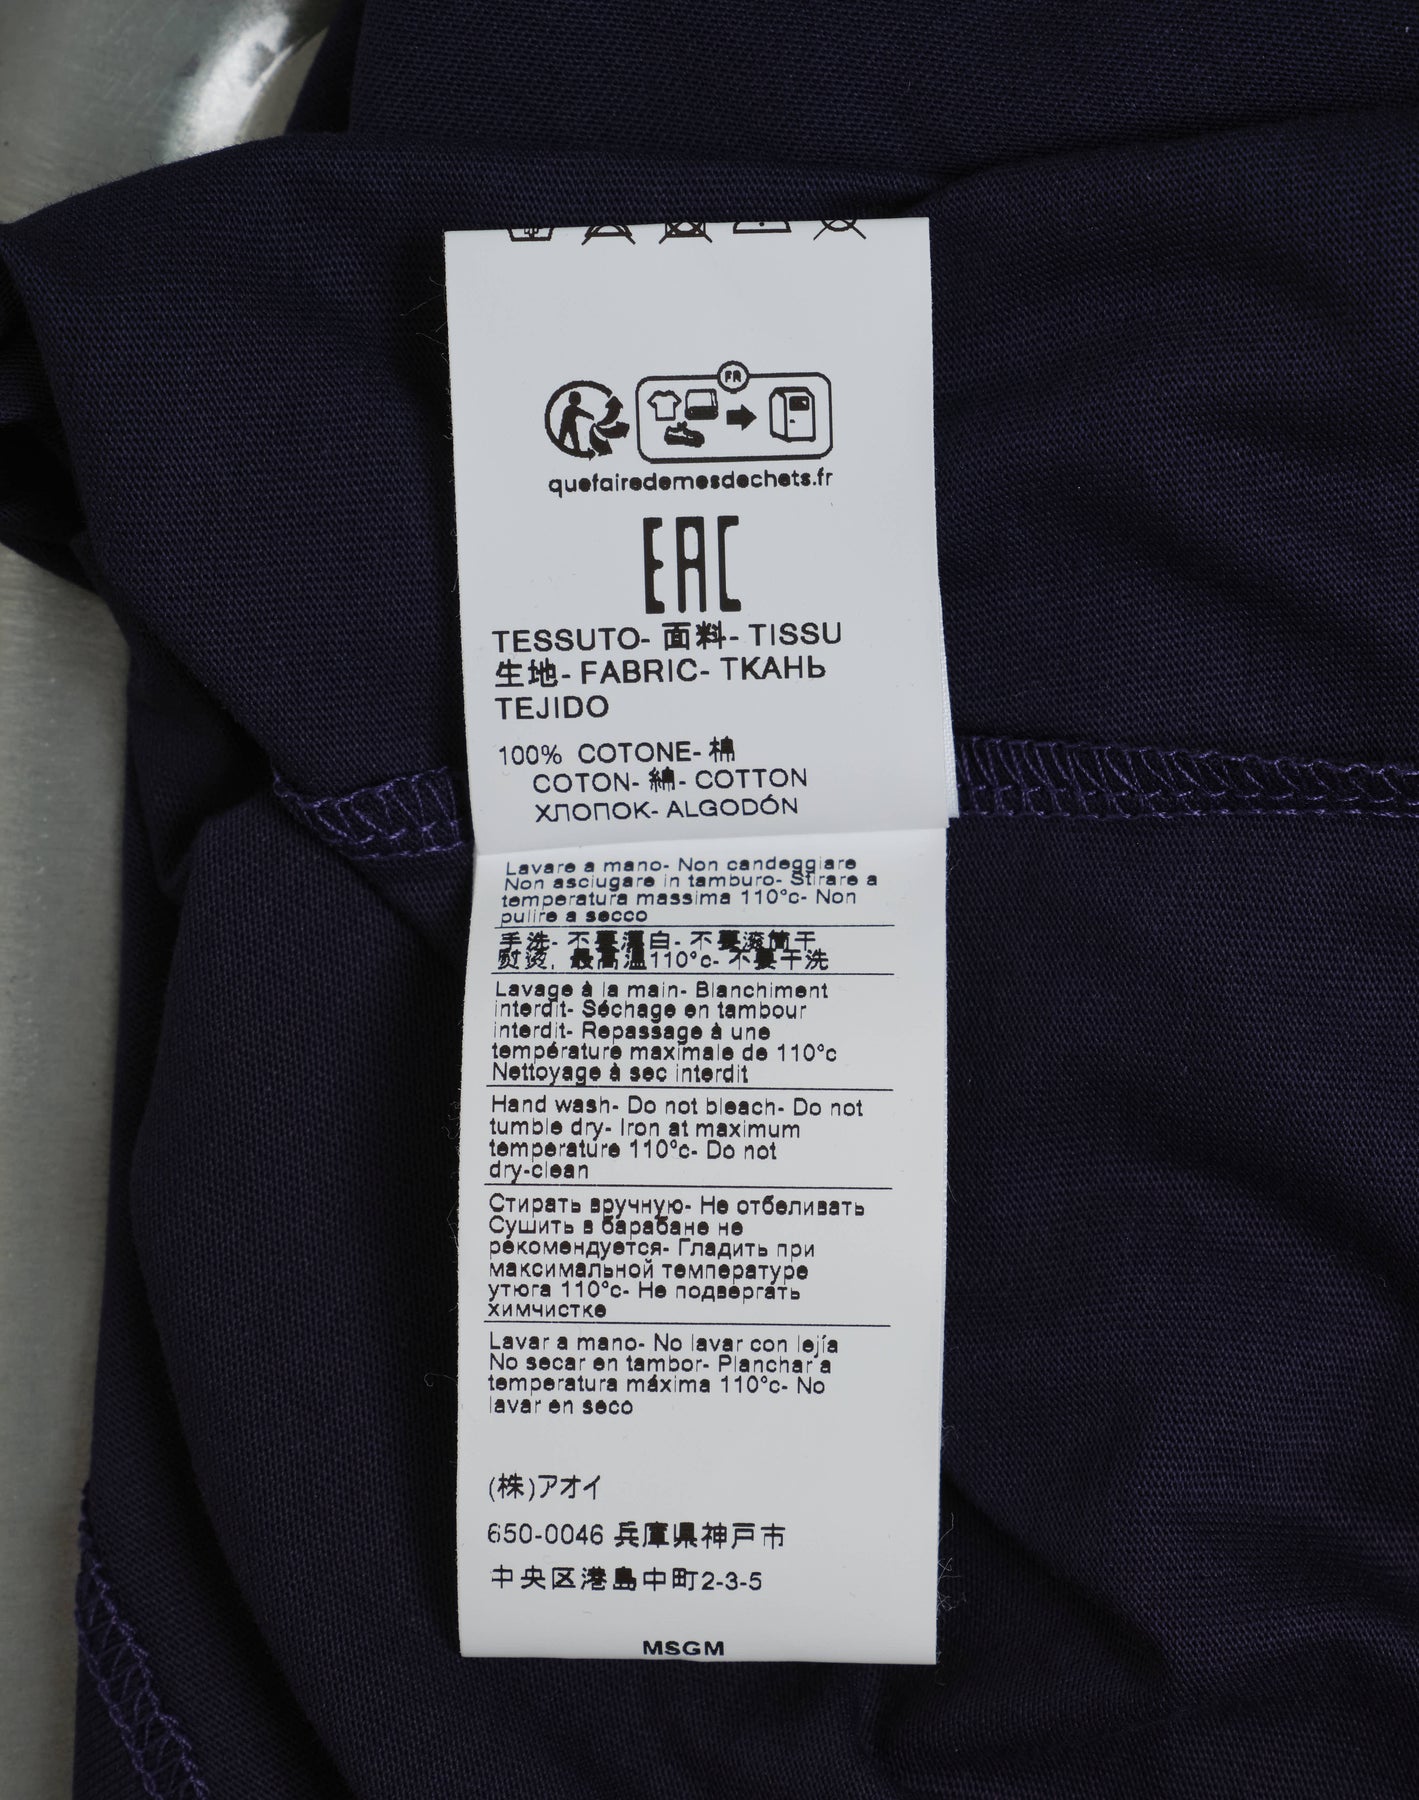 FR
quefairedemesdechets.fr
EAC
TESSUTO- 面料- TISSU
生地- FABRIC- ТКАНЬ
TEJIDO
100% COTONE- 棉
COTON- 綿- COTTON
ХЛОПОК- ALGODÓN
Lavare a mano- Non candeggiare
Non asciugare in tamburo- Stirare a
temperatura massima 110°c- Non
pulire a secco
手洗- 不要漂白- 不要滚筒干
熨烫, 最高温110°c- 不要干洗
Lavage à la main- Blanchiment
interdit- Séchage en tambour
interdit- Repassage à une
température maximale de 110°c
Nettoyage à sec interdit
Hand wash- Do not bleach- Do not
tumble dry- Iron at maximum
temperature 110°c- Do not
dry-clean
Стирать вручную- Не отбеливать
Сушить в барабане не
рекомендуется- Гладить при
максимальной температуре
утюга 110°c- Не подвергать
химчистке
Lavar a mano- No lavar con lejía
No secar en tambor- Planchar a
temperatura máxima 110°c- No
lavar en seco
(株)アオイ
650-0046 兵庫県神戸市
中央区港島中町2-3-5
MSGM